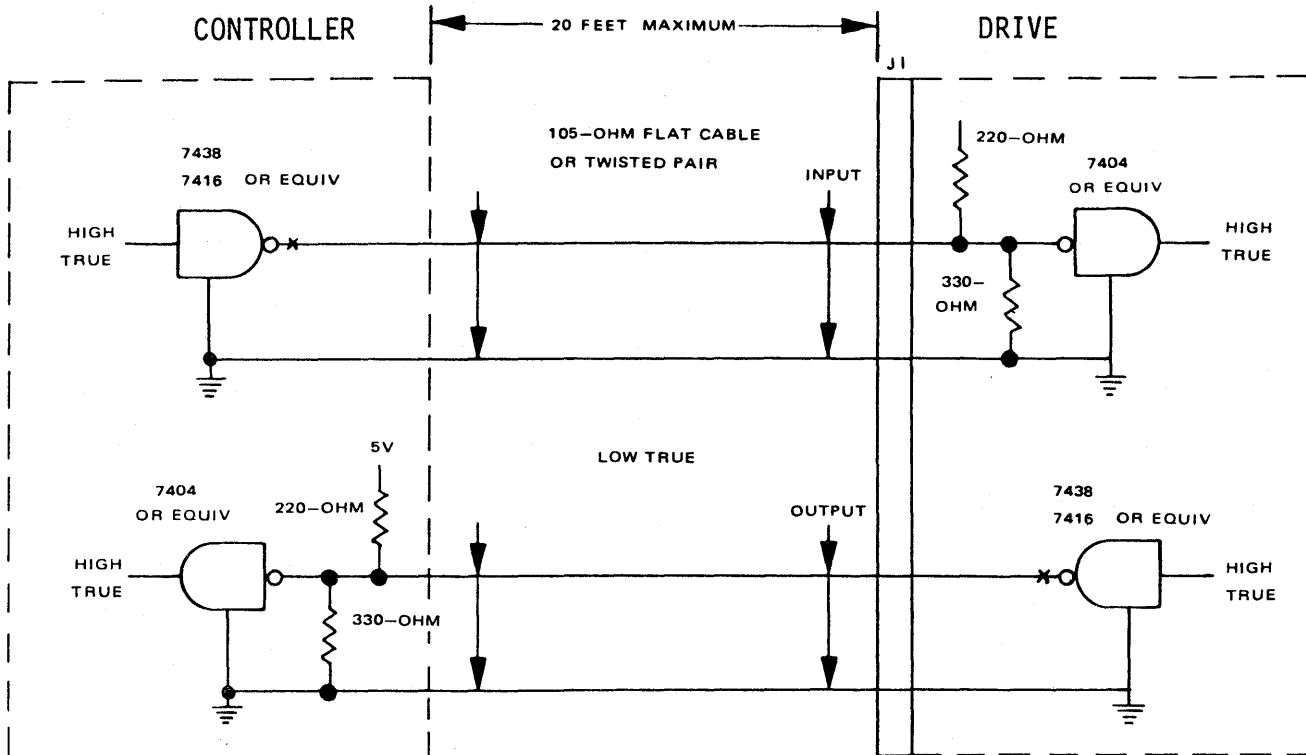 CONTROLLER
20 FEET MAXIMUM
DRIVE
J1
105-OHM FLAT CABLE
OR TWISTED PAIR
7438
7416 OR EQUIV
HIGH
TRUE
INPUT
220-OHM
7404
OR EQUIV
HIGH
TRUE
330-
OHM
5V
LOW TRUE
7404
OR EQUIV
220-OHM
HIGH
TRUE
330-OHM
OUTPUT
7438
7416 OR EQUIV
HIGH
TRUE